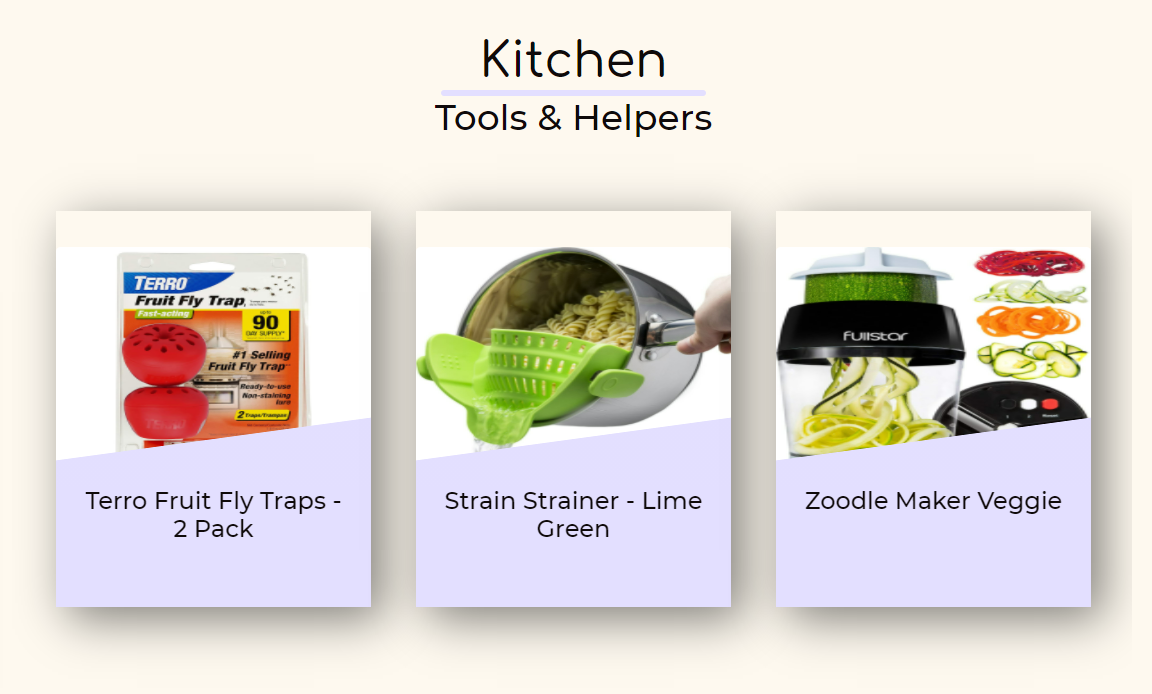 Kitchen
Tools & Helpers
TERRO
Fruit Fly Trap
Fast-acting
90
DAY SUPPLY
#1 Selling
Fruit Fly Trap
Ready-to-use
Non-staining
lure
2 Traps/Trampas
fullstar
Terro Fruit Fly Traps -
2 Pack
Strain Strainer - Lime
Green
Zoodle Maker Veggie